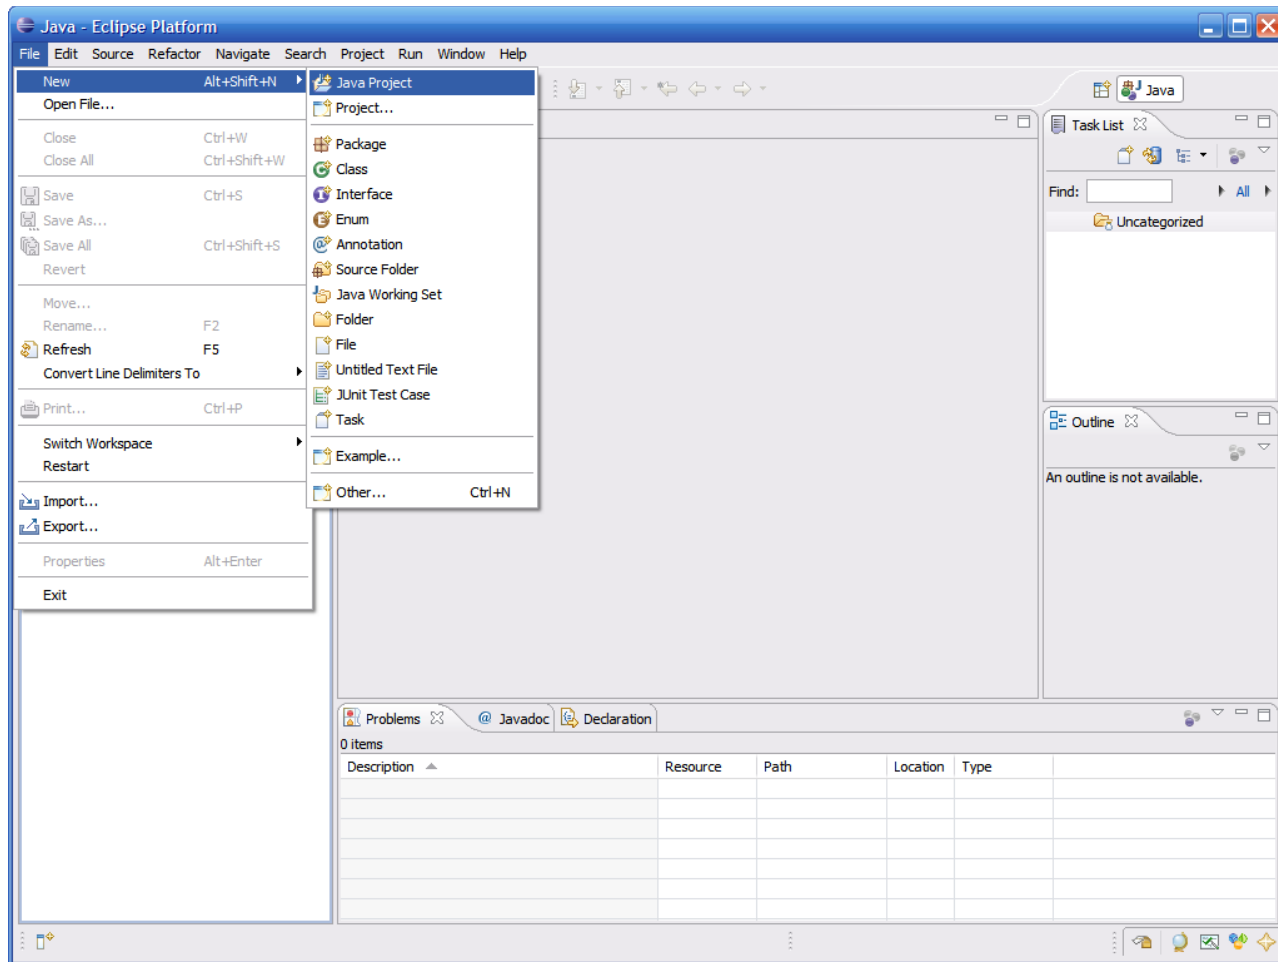 Java - Eclipse Platform
File Edit Source Refactor Navigate Search Project Run Window Help
New Alt+Shift+N
Open File...
Close Ctrl+W
Close All Ctrl+Shift+W
Save Ctrl+S
Save As...
Save All Ctrl+Shift+S
Revert
Move...
Rename... F2
Refresh F5
Convert Line Delimiters To
Print... Ctrl+P
Switch Workspace
Restart
Import...
Export...
Properties Alt+Enter
Exit
Java Project
Project...
Package
Class
Interface
Enum
Annotation
Source Folder
Java Working Set
Folder
File
Untitled Text File
JUnit Test Case
Task
Example...
Other... Ctrl+N
Java
Task List
Find: All
Uncategorized
Outline
An outline is not available.
Problems @ Javadoc Declaration
0 items
Description Resource Path Location Type